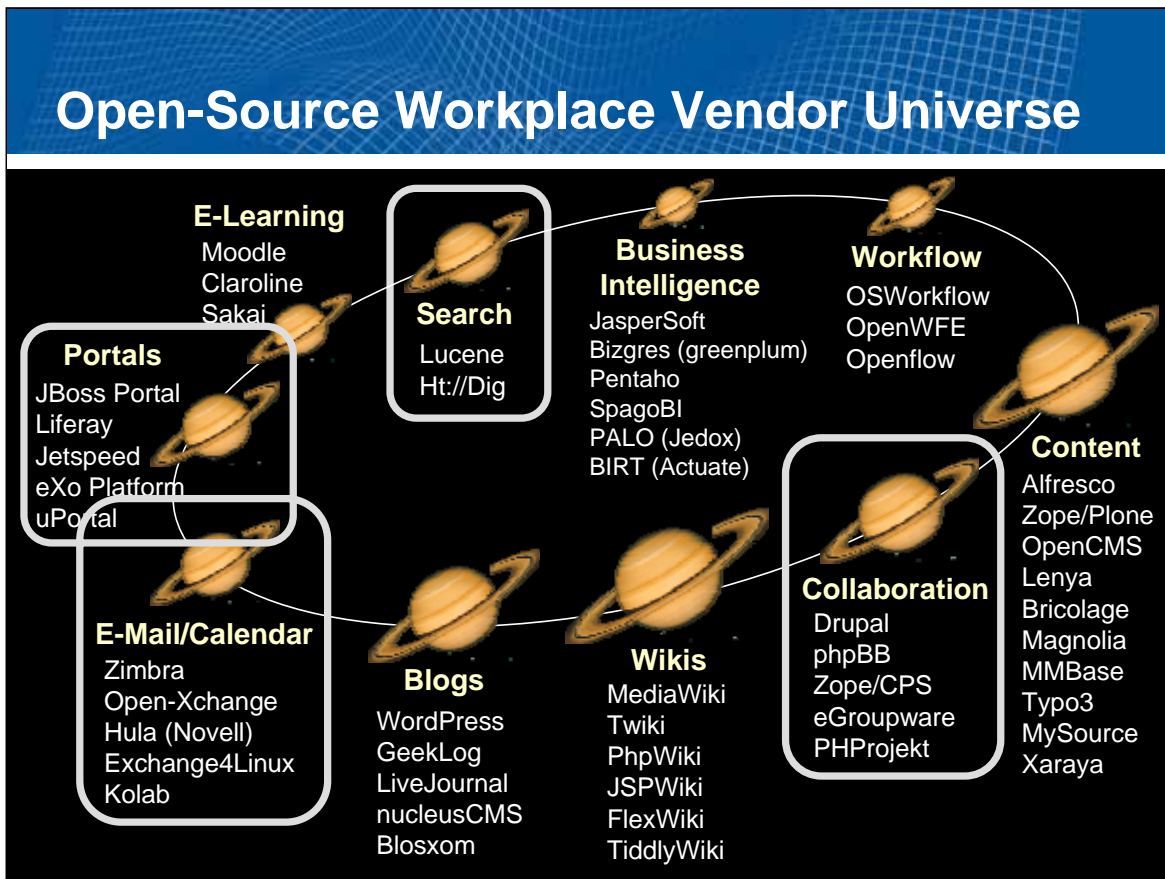 Open-Source Workplace Vendor Universe
E-Learning
Moodle
Claroline
Sakai
Search
Lucene
Ht://Dig
Business
Intelligence
JasperSoft
Bizgres (greenplum)
Pentaho
SpagoBI
PALO (Jedox)
BIRT (Actuate)
Workflow
OSWorkflow
OpenWFE
Openflow
Portals
JBoss Portal
Liferay
Jetspeed
eXo Platform
uPortal
Content
Alfresco
Zope/Plone
OpenCMS
Lenya
Bricolage
Magnolia
MMBase
Typo3
MySource
Xaraya
E-Mail/Calendar
Zimbra
Open-Xchange
Hula (Novell)
Exchange4Linux
Kolab
Blogs
WordPress
GeekLog
LiveJournal
nucleusCMS
Blosxom
Wikis
MediaWiki
Twiki
PhpWiki
JSPWiki
FlexWiki
TiddlyWiki
Collaboration
Drupal
phpBB
Zope/CPS
eGroupware
PHProjekt